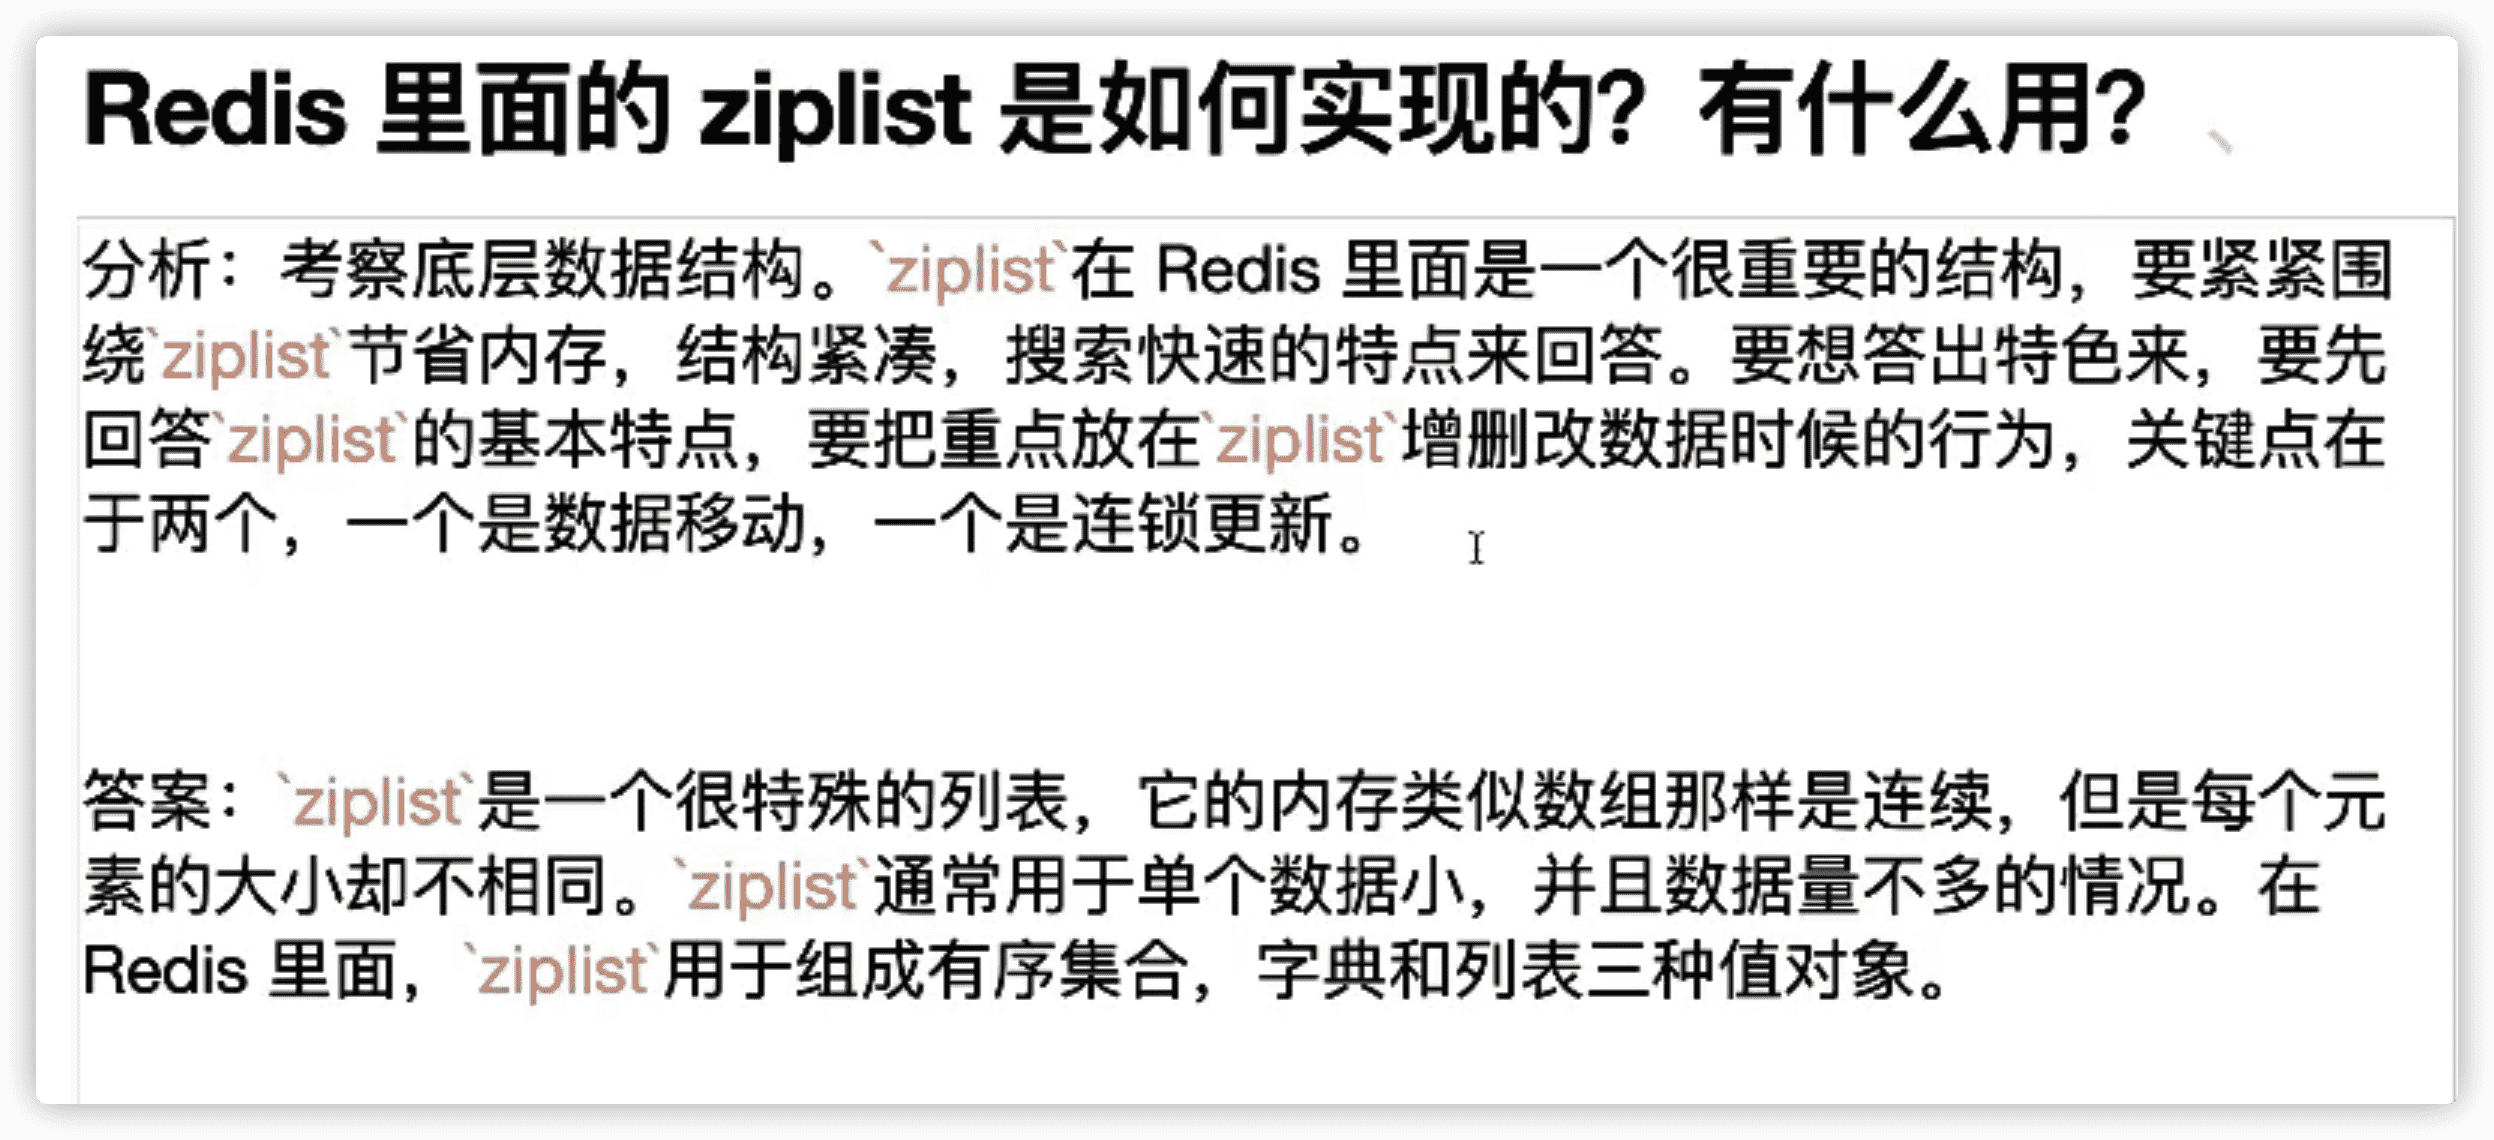 Redis 里面的 ziplist 是如何实现的？有什么用？、
分析：考察底层数据结构。`ziplist`在 Redis 里面是一个很重要的结构，要紧紧围
绕`ziplist`节省内存，结构紧凑，搜索快速的特点来回答。要想答出特色来，要先
回答`ziplist`的基本特点，要把重点放在`ziplist`增删改数据时候的行为，关键点在
于两个，一个是数据移动，一个是连锁更新。
答案：`ziplist`是一个很特殊的列表，它的内存类似数组那样是连续，但是每个元
素的大小却不相同。`ziplist`通常用于单个数据小，并且数据量不多的情况。在
Redis 里面，`ziplist`用于组成有序集合，字典和列表三种值对象。